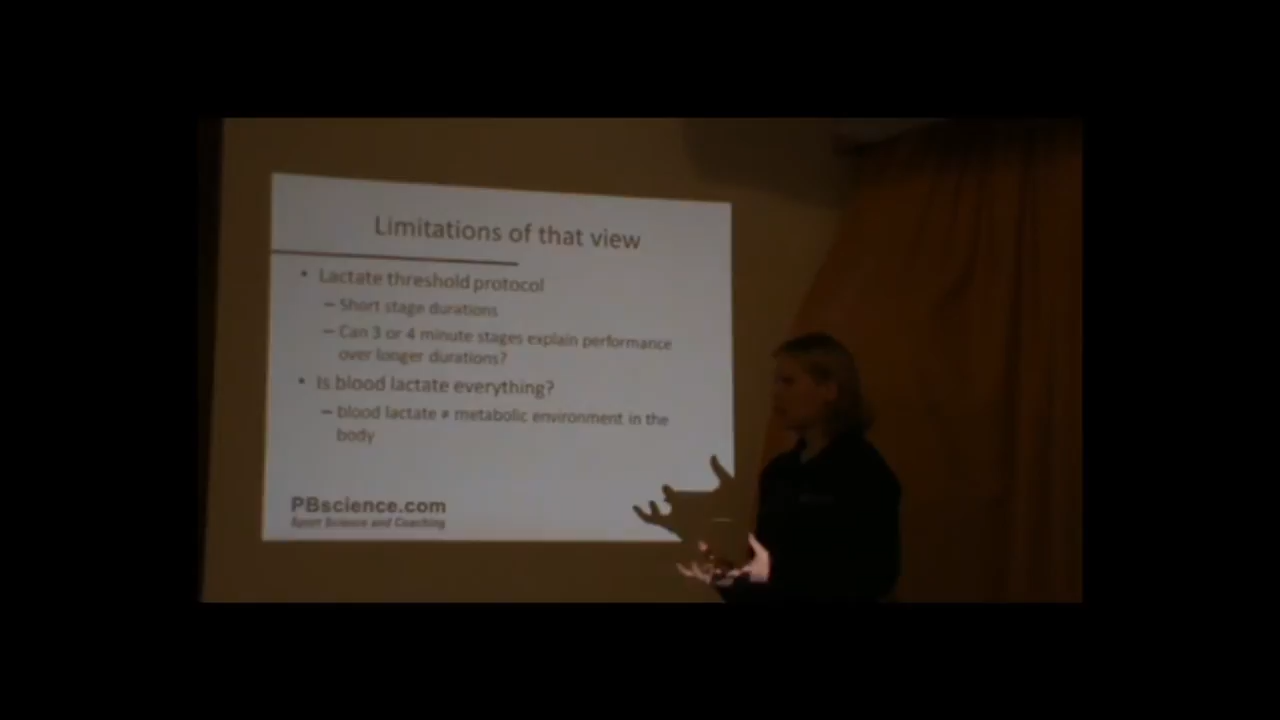 Limitations of that view
• Lactate threshold protocol
– Short stage durations
– Can 3 or 4 minute stages explain performance
over longer durations?
• Is blood lactate everything?
– blood lactate ≠ metabolic environment in the
body
PBscience.com
Sport Science and Coaching